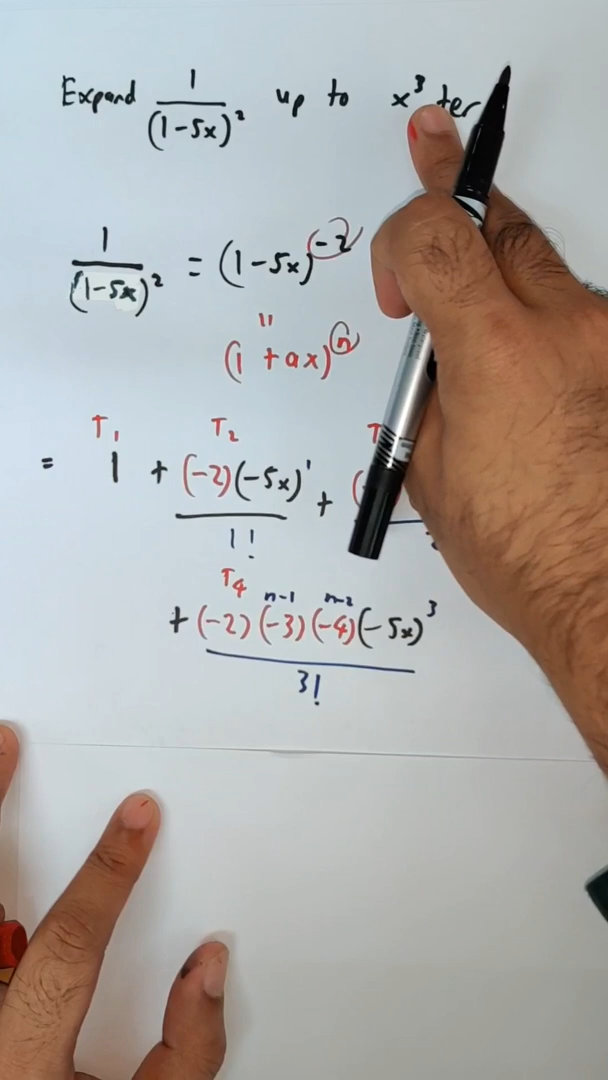 Expand 1/(1-5x)² up to x³ ter
1/(1-5x)² = (1-5x)⁻²
"
(1 + ax)ⁿ
T₁ T₂ T
= 1 + (-2)(-5x)¹/1! + (
T₄ n-1 n-2
+ (-2)(-3)(-4)(-5x)³/3!